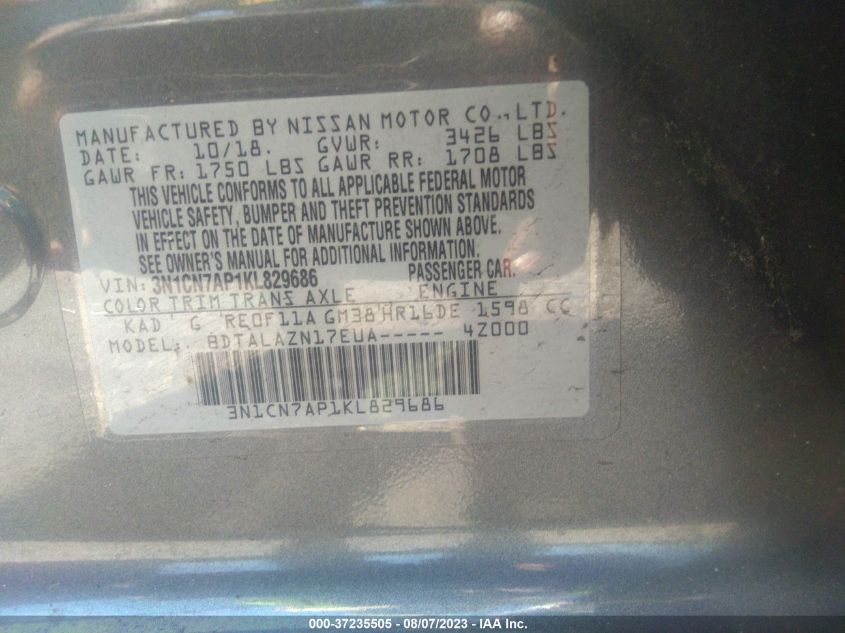 MANUFACTURED BY NISSAN MOTOR CO.,LTD.
DATE: 10/18. GVWR: 3426 LBS
GAWR FR: 1750 LBS GAWR RR: 1708 LBS
THIS VEHICLE CONFORMS TO ALL APPLICABLE FEDERAL MOTOR
VEHICLE SAFETY, BUMPER AND THEFT PREVENTION STANDARDS
IN EFFECT ON THE DATE OF MANUFACTURE SHOWN ABOVE.
SEE OWNER'S MANUAL FOR ADDITIONAL INFORMATION.
VIN: 3N1CN7AP1KL829686 PASSENGER CAR.
COLOR TRIM TRANS AXLE ENGINE
KAD G RE0F11A GM38 HR16DE 1598 CC
MODEL: BDTALAZN17EUA----- 4Z000
3N1CN7AP1KL829686
000-37235505 - 08/07/2023 - IAA Inc.